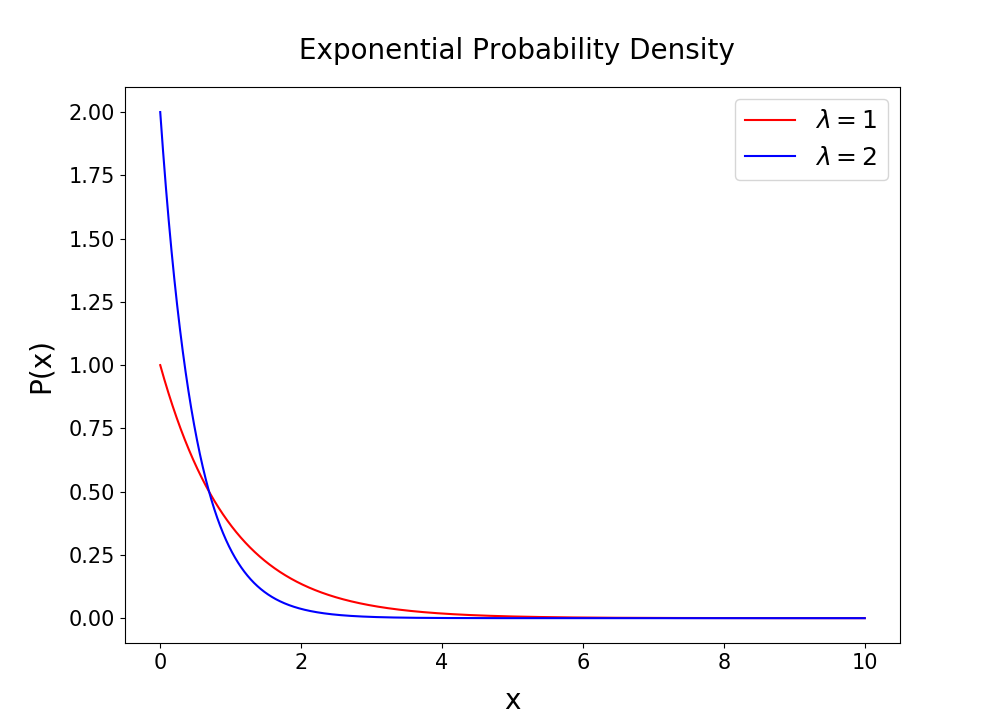 Exponential Probability Density
λ = 1
λ = 2
2.00
1.75
1.50
1.25
1.00
0.75
0.50
0.25
0.00
P(x)
0 2 4 6 8 10
x